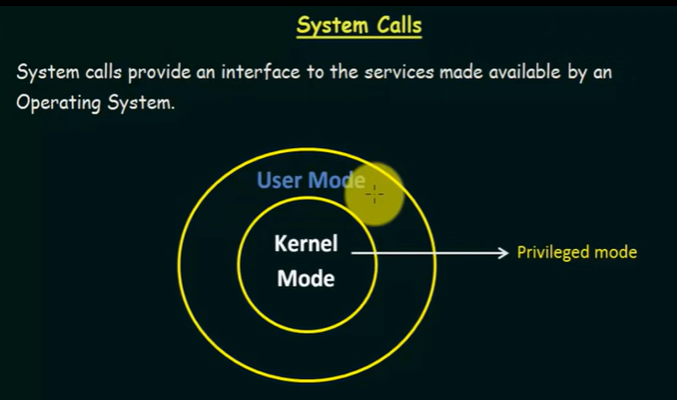 System Calls
System calls provide an interface to the services made available by an
Operating System.
User Mode
Kernel
Mode
Privileged mode